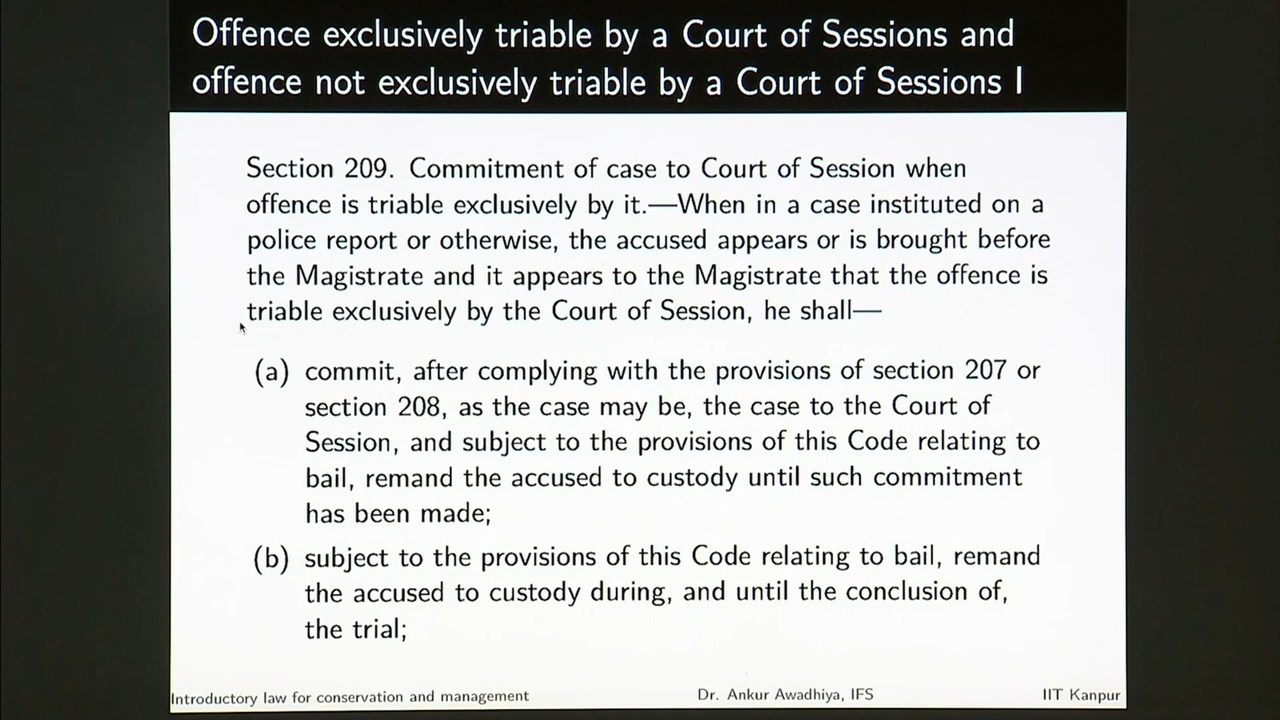 Offence exclusively triable by a Court of Sessions and
offence not exclusively triable by a Court of Sessions I
Section 209. Commitment of case to Court of Session when
offence is triable exclusively by it.—When in a case instituted on a
police report or otherwise, the accused appears or is brought before
the Magistrate and it appears to the Magistrate that the offence is
triable exclusively by the Court of Session, he shall—
(a) commit, after complying with the provisions of section 207 or
section 208, as the case may be, the case to the Court of
Session, and subject to the provisions of this Code relating to
bail, remand the accused to custody until such commitment
has been made;
(b) subject to the provisions of this Code relating to bail, remand
the accused to custody during, and until the conclusion of,
the trial;
Introductory law for conservation and management Dr. Ankur Awadhiya, IFS IIT Kanpur